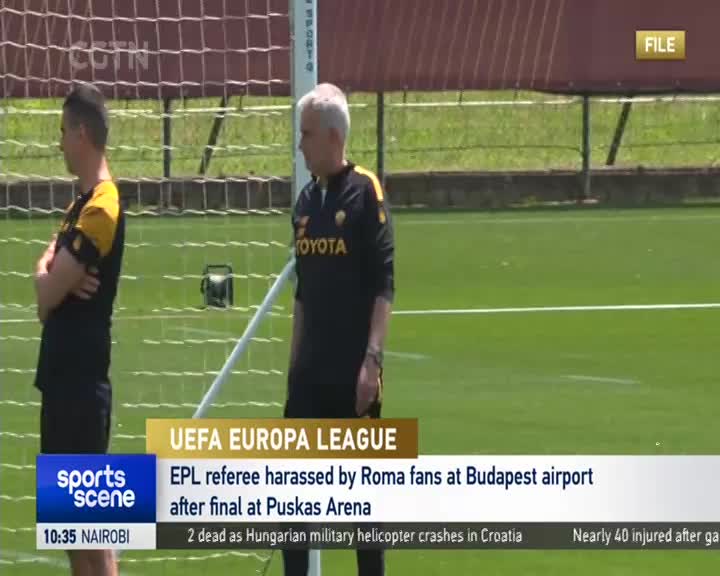 CGTN
FILE
ESPORT
TOYOTA
UEFA EUROPA LEAGUE
sports
scene
EPL referee harassed by Roma fans at Budapest airport
after final at Puskas Arena
10:35 NAIROBI
2 dead as Hungarian military helicopter crashes in Croatia
Nearly 40 injured after ga